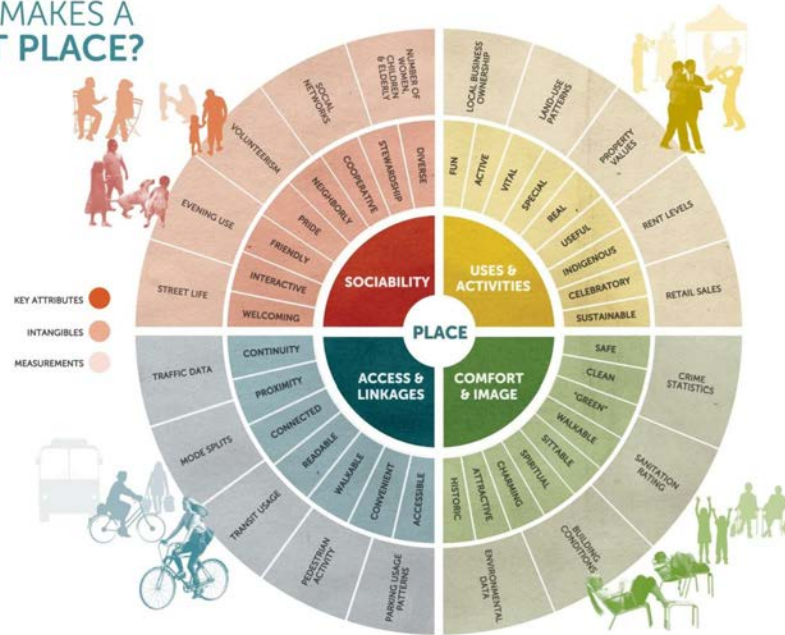 MAKES A
T PLACE?
KEY ATTRIBUTES
INTANGIBLES
MEASUREMENTS
PLACE
SOCIABILITY
USES &
ACTIVITIES
ACCESS &
LINKAGES
COMFORT
& IMAGE
WELCOMING
INTERACTIVE
FRIENDLY
PRIDE
NEIGHBORLY
COOPERATIVE
STEWARDSHIP
DIVERSE
STREET LIFE
EVENING USE
VOLUNTEERISM
SOCIAL
NETWORKS
NUMBER OF
WOMEN,
CHILDREN
& ELDERLY
FUN
ACTIVE
VITAL
SPECIAL
REAL
USEFUL
INDIGENOUS
CELEBRATORY
SUSTAINABLE
LOCAL BUSINESS
OWNERSHIP
LAND-USE
PATTERNS
PROPERTY
VALUES
RENT LEVELS
RETAIL SALES
SAFE
CLEAN
"GREEN"
WALKABLE
SITTABLE
SPIRITUAL
CHARMING
ATTRACTIVE
HISTORIC
CRIME
STATISTICS
SANITATION
RATING
BUILDING
CONDITIONS
ENVIRONMENTAL
DATA
CONTINUITY
PROXIMITY
CONNECTED
READABLE
WALKABLE
CONVENIENT
ACCESSIBLE
TRAFFIC DATA
MODE SPLITS
TRANSIT USAGE
PEDESTRIAN
ACTIVITY
PARKING USAGE
PATTERNS